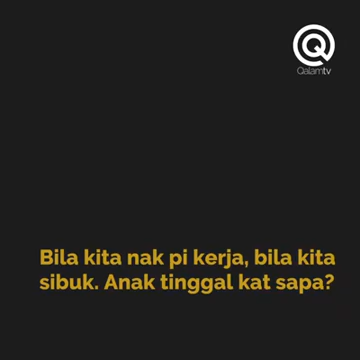 Qalamtv
Bila kita nak pi kerja, bila kita
sibuk. Anak tinggal kat sapa?